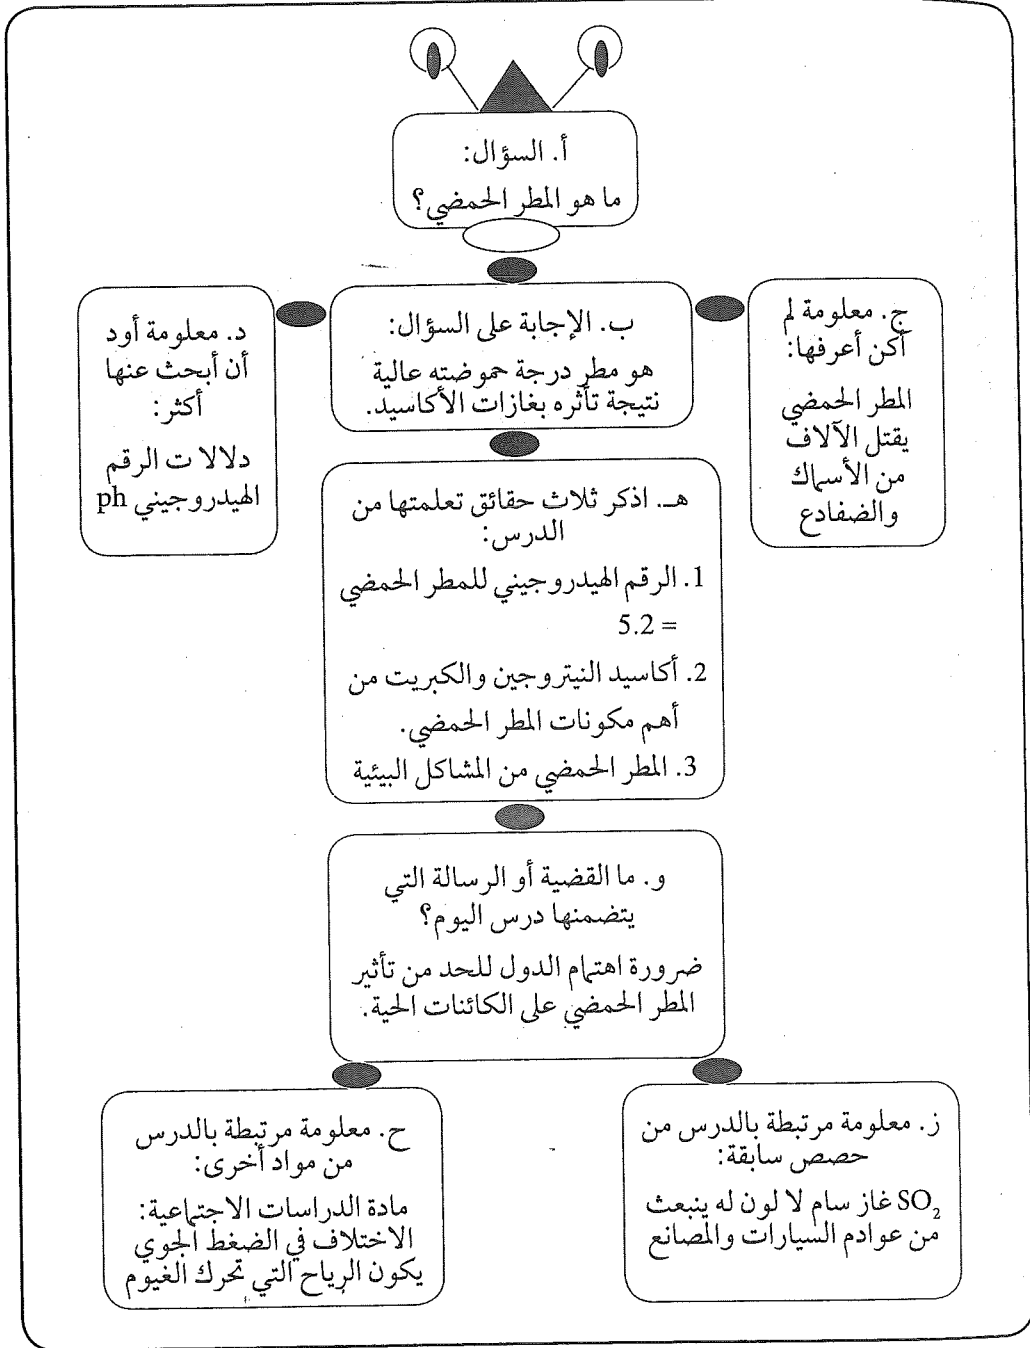 أ. السؤال:
ما هو المطر الحمضي؟
ب. الإجابة على السؤال:
هو مطر درجة حموضته عالية
نتيجة تأثره بغازات الأكاسيد.
ج. معلومة لم
أكن أعرفها:
المطر الحمضي
يقتل الآلاف
من الأسماك
والضفادع
د. معلومة أود
أن أبحث عنها
أكثر:
دلالا ت الرقم
الهيدروجيني ph
هـ. اذكر ثلاث حقائق تعلمتها من
الدرس:
1. الرقم الهيدروجيني للمطر الحمضي
= 5.2
2. أكاسيد النيتروجين والكبريت من
أهم مكونات المطر الحمضي.
3. المطر الحمضي من المشاكل البيئية
و. ما القضية أو الرسالة التي
يتضمنها درس اليوم؟
ضرورة اهتمام الدول للحد من تأثير
المطر الحمضي على الكائنات الحية.
ز. معلومة مرتبطة بالدرس من
حصص سابقة:
SO₂ غاز سام لا لون له ينبعث
من عوادم السيارات والمصانع
ح. معلومة مرتبطة بالدرس
من مواد أخرى:
مادة الدراسات الاجتماعية:
الاختلاف في الضغط الجوي
يكون الرياح التي تحرك الغيوم